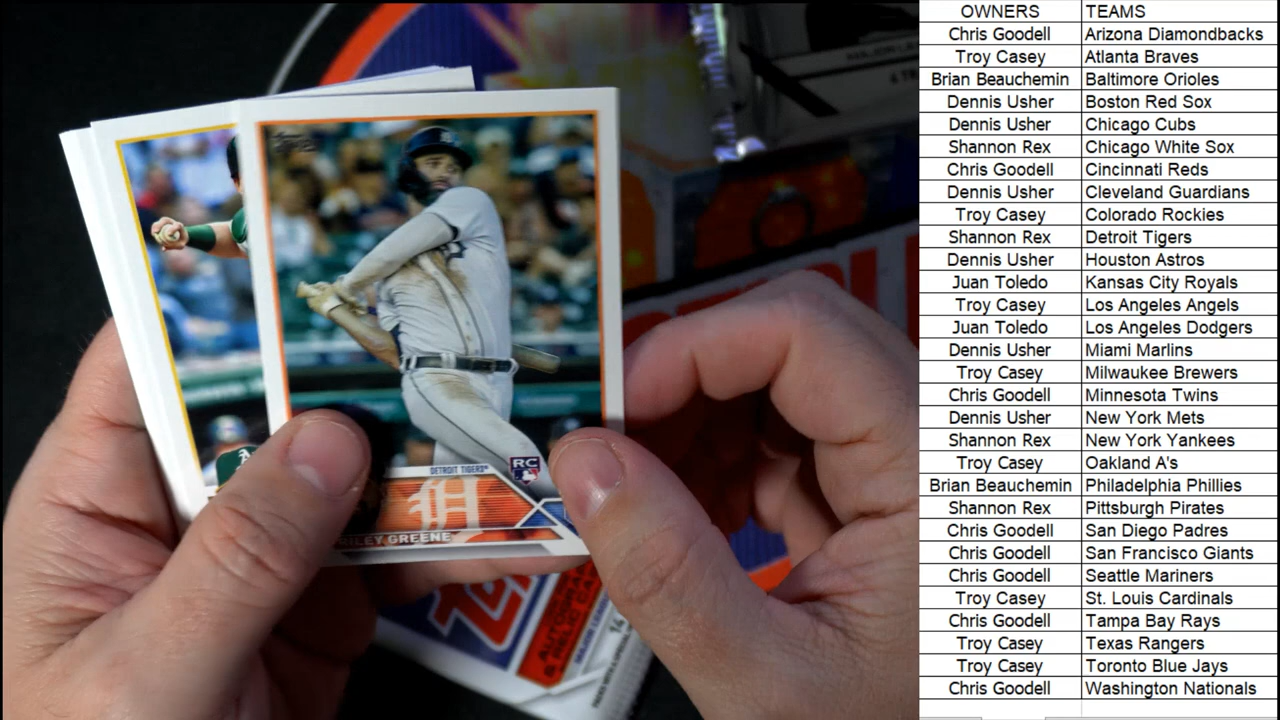 DETROIT TIGERS
RC
RILEY GREENE
14
OWNERS TEAMS
Chris Goodell Arizona Diamondbacks
Troy Casey Atlanta Braves
Brian Beauchemin Baltimore Orioles
Dennis Usher Boston Red Sox
Dennis Usher Chicago Cubs
Shannon Rex Chicago White Sox
Chris Goodell Cincinnati Reds
Dennis Usher Cleveland Guardians
Troy Casey Colorado Rockies
Shannon Rex Detroit Tigers
Dennis Usher Houston Astros
Juan Toledo Kansas City Royals
Troy Casey Los Angeles Angels
Juan Toledo Los Angeles Dodgers
Dennis Usher Miami Marlins
Troy Casey Milwaukee Brewers
Chris Goodell Minnesota Twins
Dennis Usher New York Mets
Shannon Rex New York Yankees
Troy Casey Oakland A's
Brian Beauchemin Philadelphia Phillies
Shannon Rex Pittsburgh Pirates
Chris Goodell San Diego Padres
Chris Goodell San Francisco Giants
Chris Goodell Seattle Mariners
Troy Casey St. Louis Cardinals
Chris Goodell Tampa Bay Rays
Troy Casey Texas Rangers
Troy Casey Toronto Blue Jays
Chris Goodell Washington Nationals